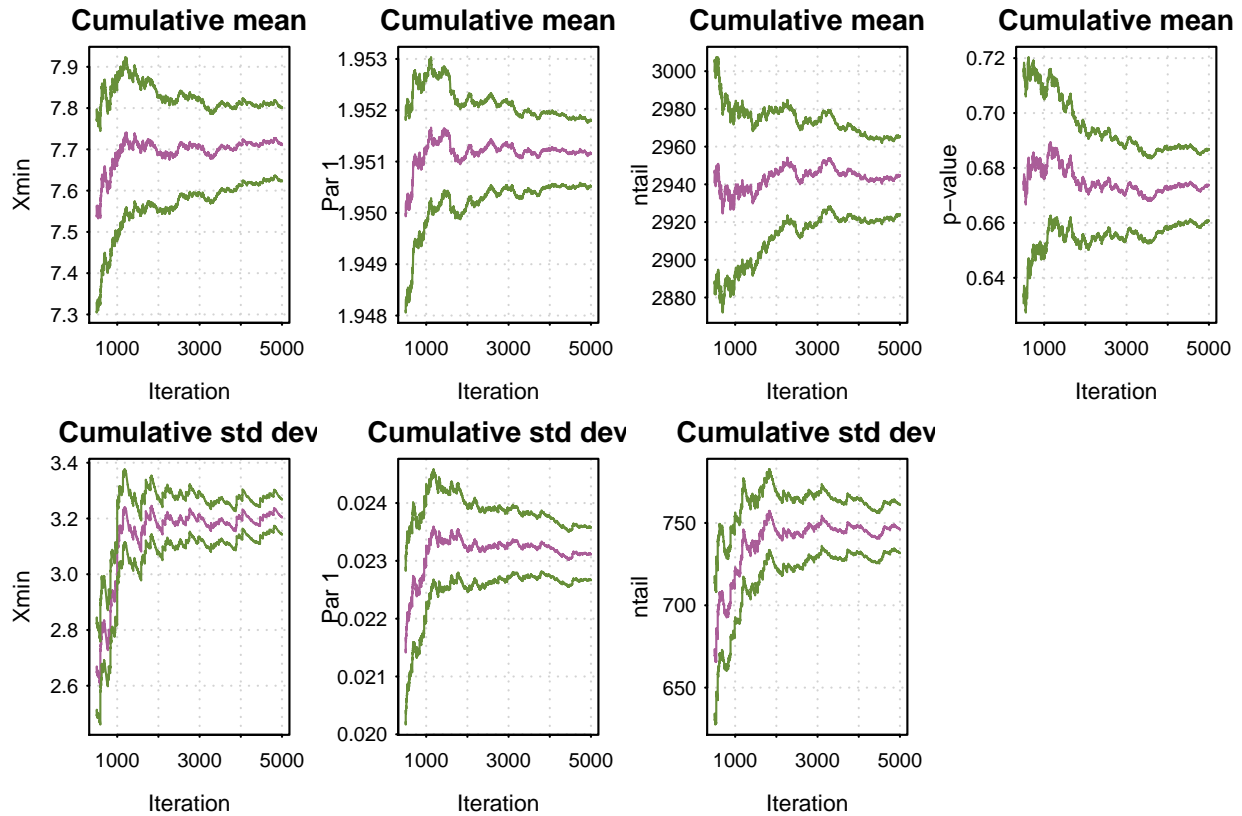 Cumulative mean
Xmin
7.9
7.8
7.7
7.6
7.5
7.4
7.3
1000 3000 5000
Iteration
Cumulative mean
Par 1
1.953
1.952
1.951
1.950
1.949
1.948
1000 3000 5000
Iteration
Cumulative mean
ntail
3000
2980
2960
2940
2920
2900
2880
1000 3000 5000
Iteration
Cumulative mean
p−value
0.72
0.70
0.68
0.66
0.64
1000 3000 5000
Iteration
Cumulative std dev
Xmin
3.4
3.2
3.0
2.8
2.6
1000 3000 5000
Iteration
Cumulative std dev
Par 1
0.024
0.023
0.022
0.021
0.020
1000 3000 5000
Iteration
Cumulative std dev
ntail
750
700
650
1000 3000 5000
Iteration